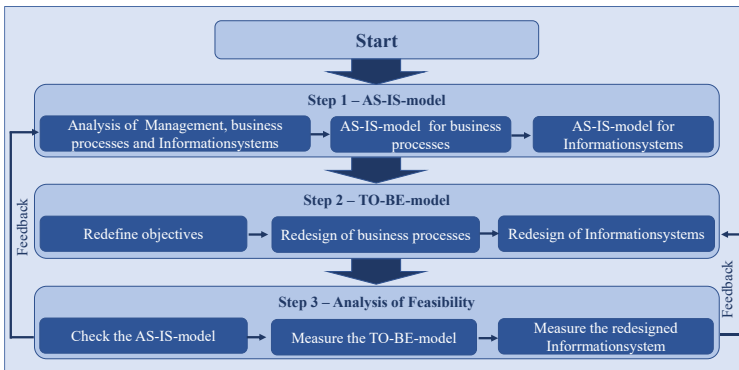 Start
Step 1 – AS-IS-model
Analysis of Management, business
processes and Informationsystems
AS-IS-model for business
processes
AS-IS-model for
Informationsystems
Step 2 – TO-BE-model
Redefine objectives
Redesign of business processes
Redesign of Informationsystems
Step 3 – Analysis of Feasibility
Check the AS-IS-model
Measure the TO-BE-model
Measure the redesigned
Inforrmationsystem
Feedback
Feedback